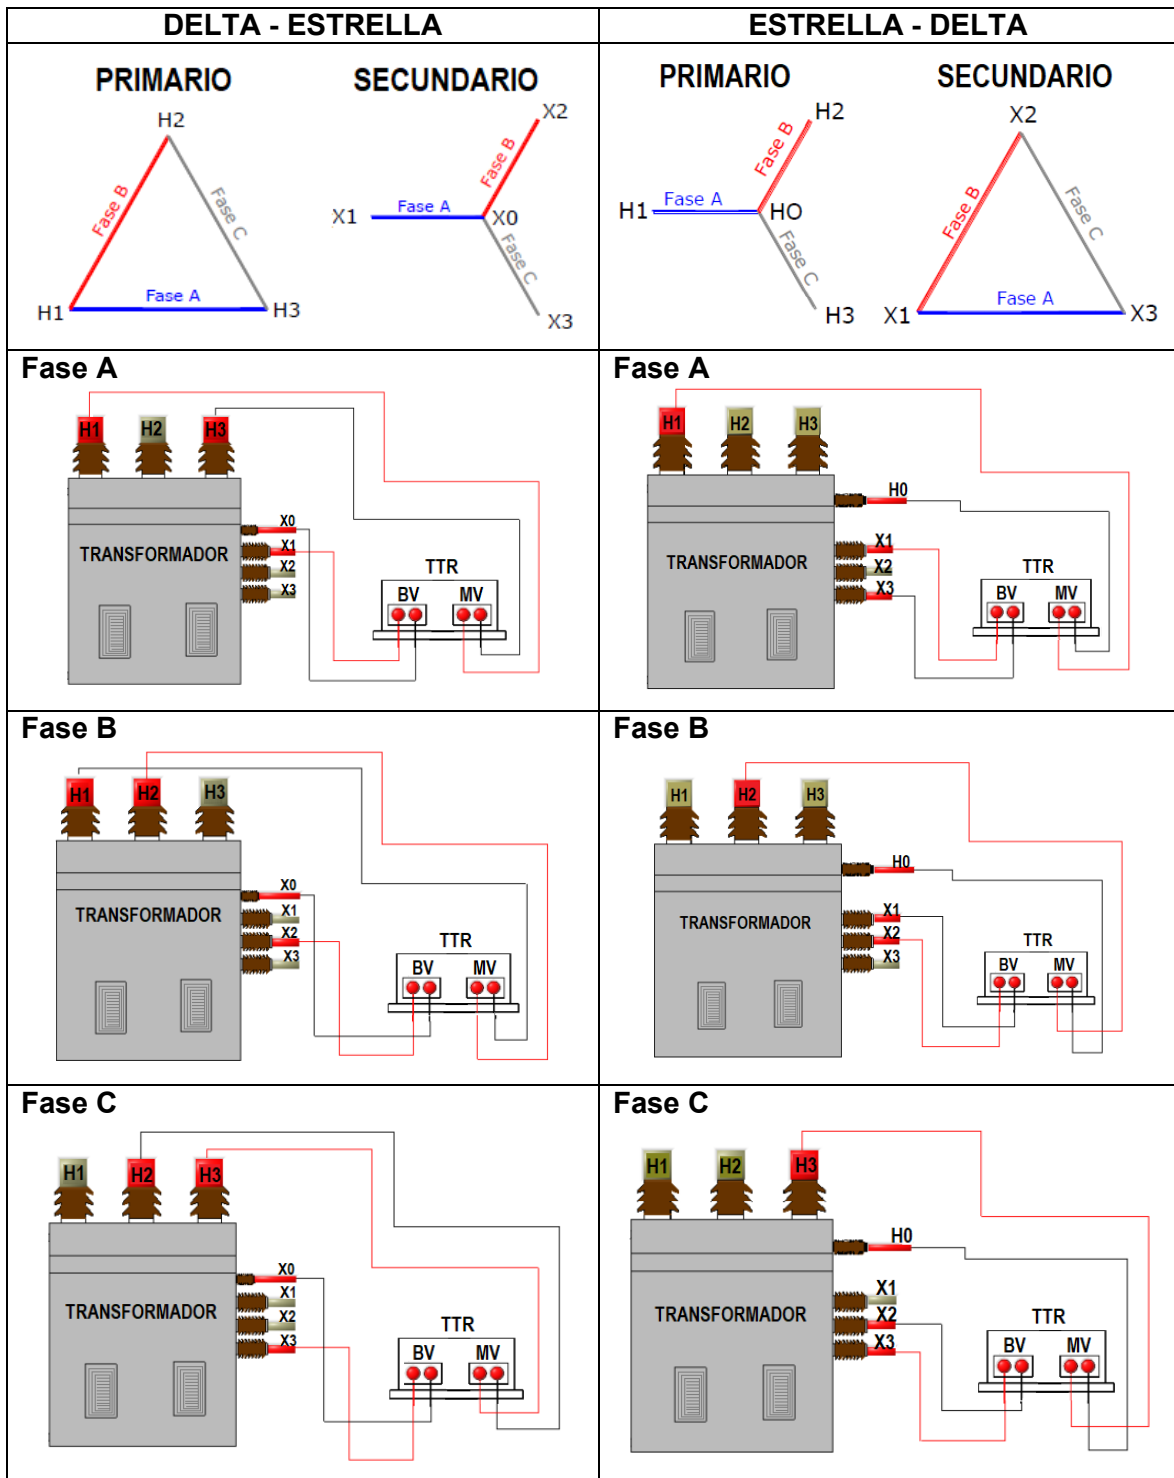 DELTA - ESTRELLA
PRIMARIO
SECUNDARIO
H2
Fase B
Fase C
H1
Fase A
H3
X2
Fase B
X1
Fase A
X0
Fase C
X3
ESTRELLA - DELTA
PRIMARIO
SECUNDARIO
H2
Fase B
H1
Fase A
HO
Fase C
H3
X2
Fase B
Fase C
X1
Fase A
X3
Fase A
H1 H2 H3
X0
X1
X2
X3
TRANSFORMADOR
TTR
BV MV
Fase A
H1 H2 H3
H0
X1
X2
X3
TRANSFORMADOR
TTR
BV MV
Fase B
H1 H2 H3
X0
X1
X2
X3
TRANSFORMADOR
TTR
BV MV
Fase B
H1 H2 H3
H0
X1
X2
X3
TRANSFORMADOR
TTR
BV MV
Fase C
H1 H2 H3
X0
X1
X2
X3
TRANSFORMADOR
TTR
BV MV
Fase C
H1 H2 H3
H0
X1
X2
X3
TRANSFORMADOR
TTR
BV MV